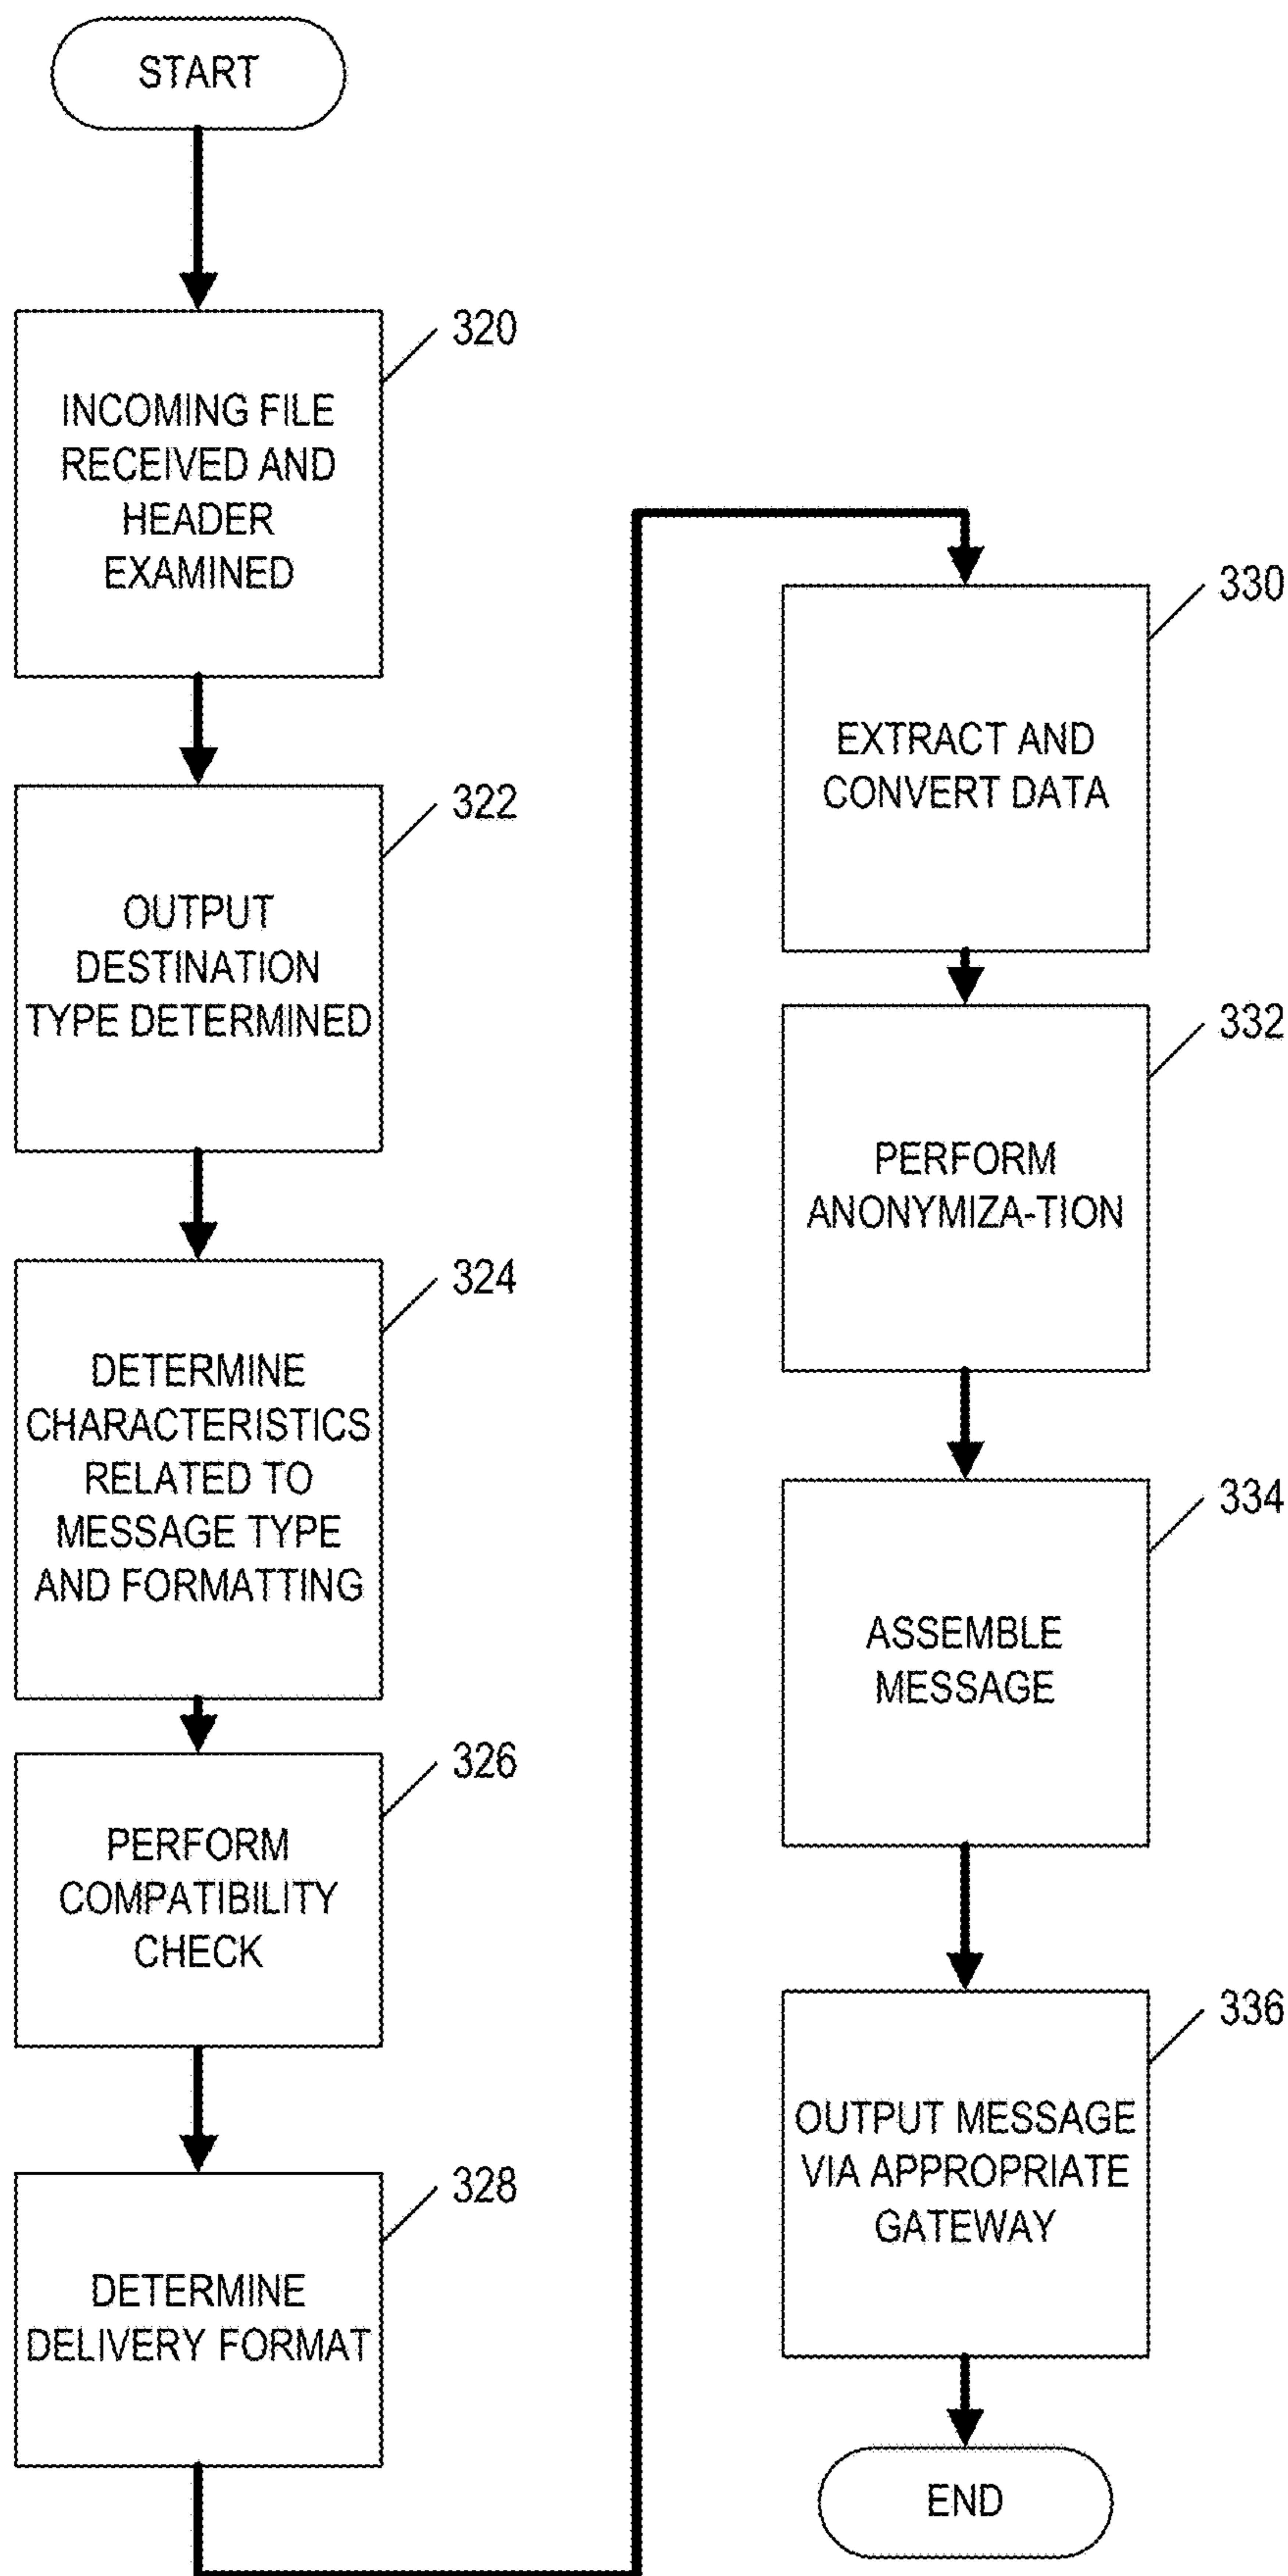 START
320
INCOMING FILE
RECEIVED AND
HEADER
EXAMINED
322
OUTPUT
DESTINATION
TYPE DETERMINED
324
DETERMINE
CHARACTERISTICS
RELATED TO
MESSAGE TYPE
AND FORMATTING
326
PERFORM
COMPATIBILITY
CHECK
328
DETERMINE
DELIVERY FORMAT
330
EXTRACT AND
CONVERT DATA
332
PERFORM
ANONYMIZA-TION
334
ASSEMBLE
MESSAGE
336
OUTPUT MESSAGE
VIA APPROPRIATE
GATEWAY
END